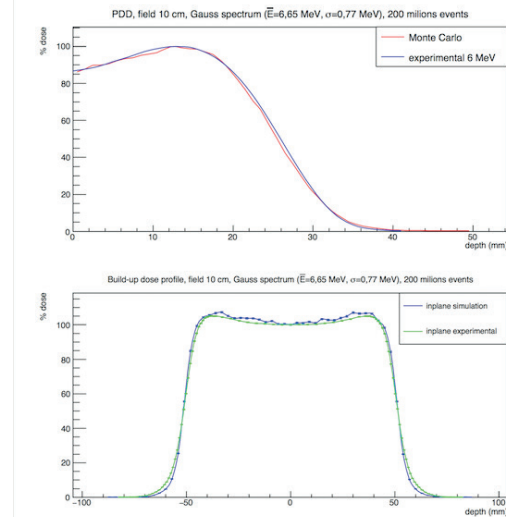 PDD, field 10 cm, Gauss spectrum (E=6,65 MeV, σ=0,77 MeV), 200 milions events
% dose
Monte Carlo
experimental 6 MeV
100
80
60
40
20
0
0 10 20 30 40 50
depth (mm)
Build-up dose profile, field 10 cm, Gauss spectrum (E=6,65 MeV, σ=0,77 MeV), 200 milions events
% dose
inplane simulation
inplane experimental
100
80
60
40
20
0
−100 −50 0 50 100
depth (mm)